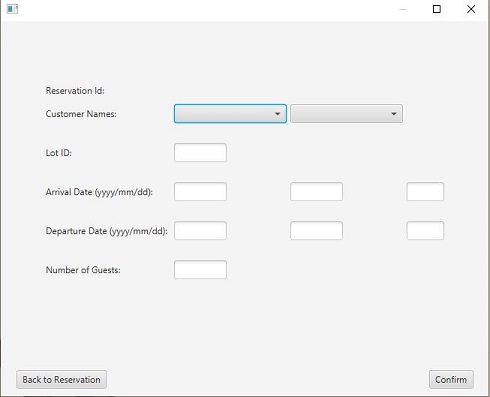 Reservation Id:
Customer Names:
Lot ID:
Arrival Date (yyyy/mm/dd):
Departure Date (yyyy/mm/dd):
Number of Guests:
Back to Reservation
Confirm